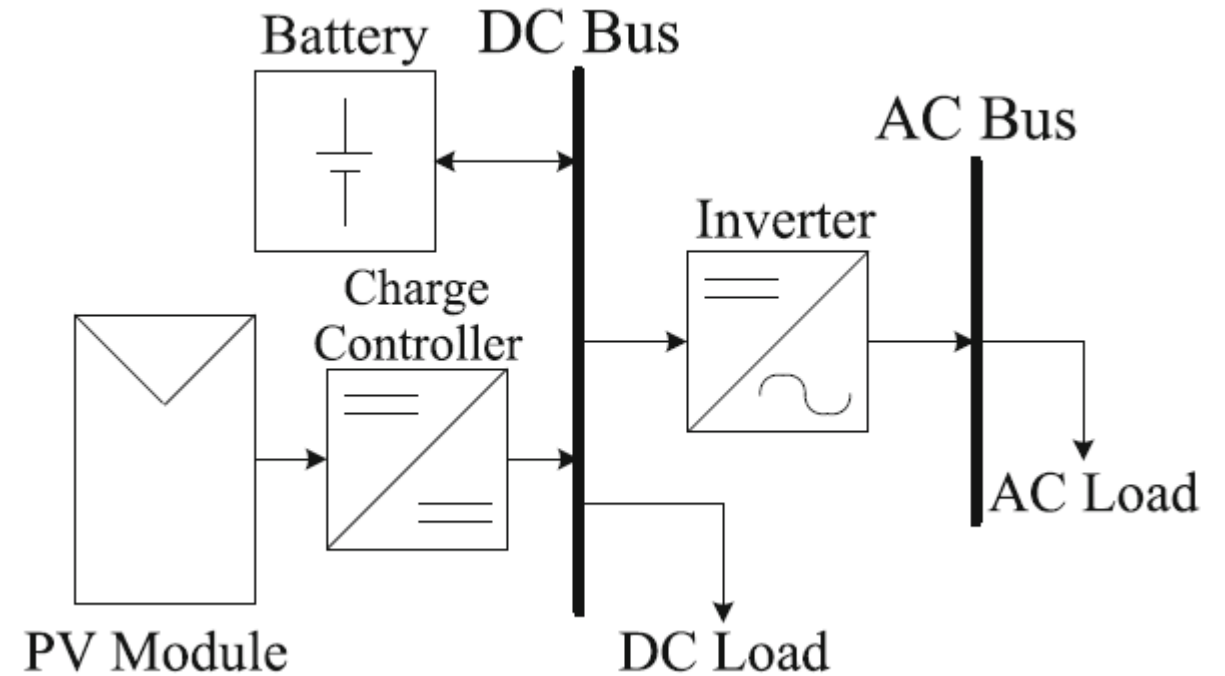 Battery
DC Bus
AC Bus
Inverter
Charge
Controller
AC Load
PV Module
DC Load